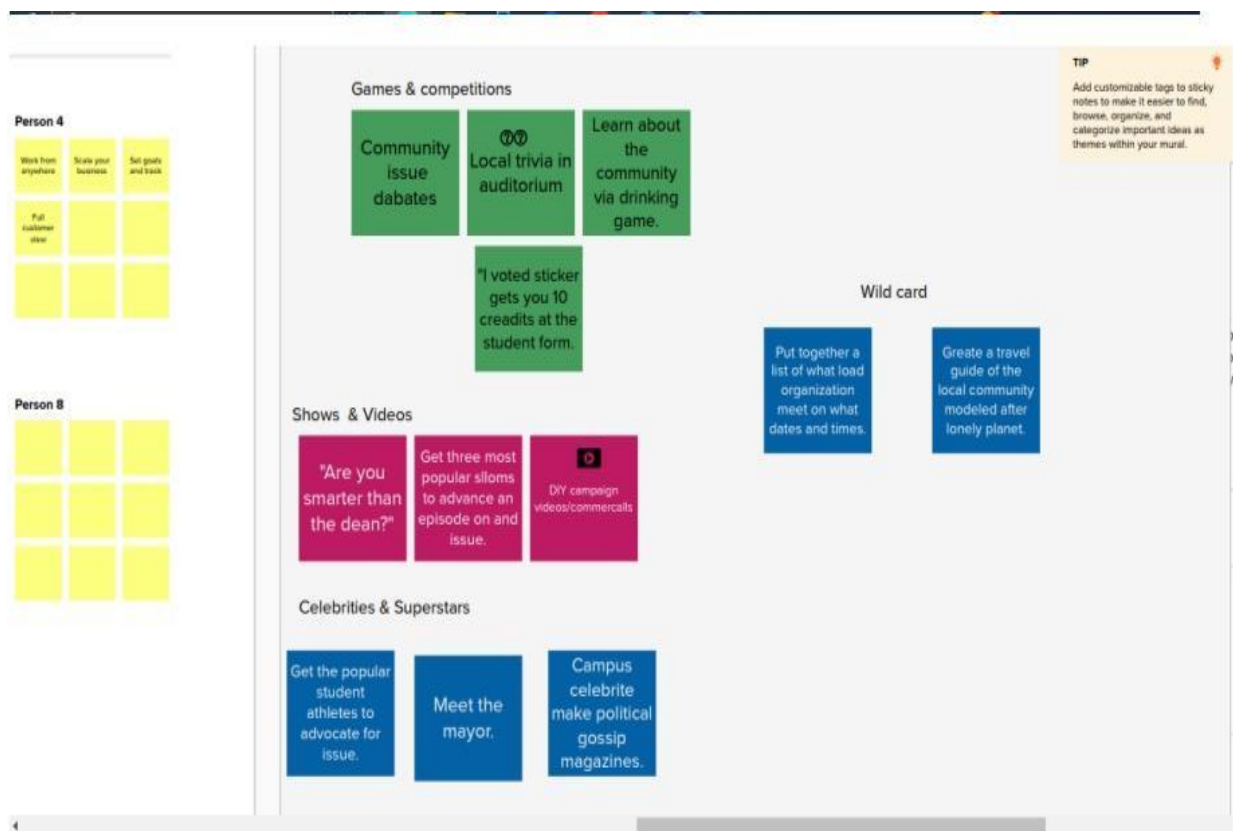 TIP
Add customizable tags to sticky
notes to make it easier to find,
browse, organize, and
categorize important ideas as
themes within your mural.
Person 4
Work from
anywhere
Scale your
business
Set goals
and track
Full
customer
view
Person 8
Games & competitions
Community
issue
dabates
Local trivia in
auditorium
Learn about
the
community
via drinking
game.
"I voted sticker
gets you 10
creadits at the
student form.
Wild card
Put together a
list of what load
organization
meet on what
dates and times.
Greate a travel
guide of the
local community
modeled after
lonely planet.
Shows & Videos
"Are you
smarter than
the dean?"
Get three most
popularslloms
to advance an
episode on and
issue.
DIY campaign
videos/commercalls
Celebrities & Superstars
Get the popular
student
athletes to
advocate for
issue.
Meet the
mayor.
Campus
celebrite
make political
gossip
magazines.